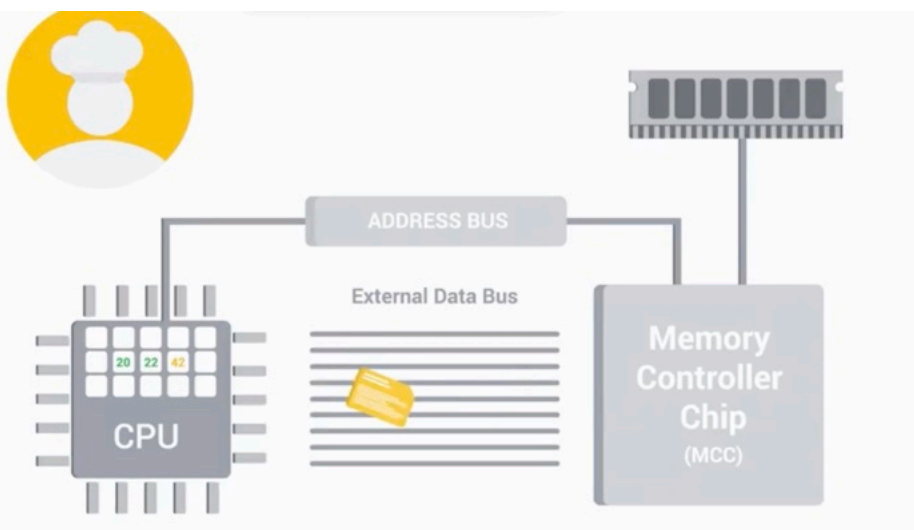 ADDRESS BUS
External Data Bus
20 22 42
CPU
Memory
Controller
Chip
(MCC)